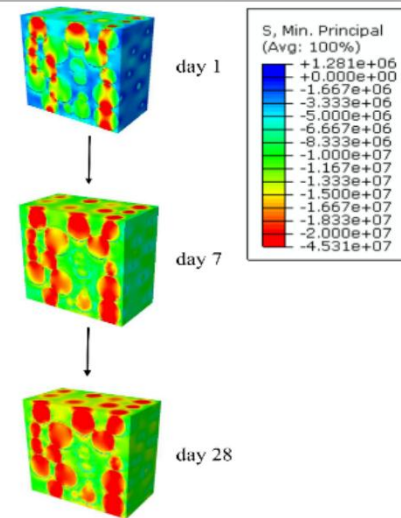 S, Min. Principal
(Avg: 100%)
+1.281e+06
+0.000e+00
-1.667e+06
-3.333e+06
-5.000e+06
-6.667e+06
-8.333e+06
-1.000e+07
-1.167e+07
-1.333e+07
-1.500e+07
-1.667e+07
-1.833e+07
-2.000e+07
-4.531e+07
day 1
day 7
day 28